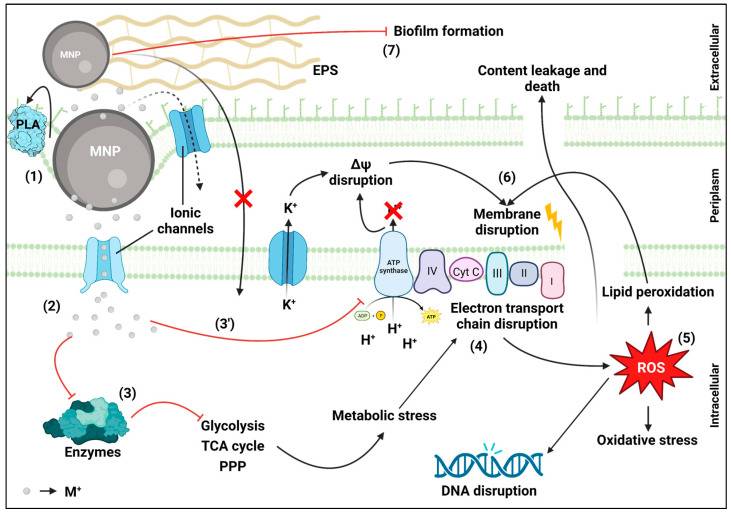 MNP
Biofilm formation
(7)
EPS
Content leakage and
death
Extracellular
PLA
MNP
(1)
Δψ
disruption
(6)
K⁺
Membrane
disruption
Periplasm
Ionic
channels
ATP
synthase
IV
Cyt C
III
II
I
(2)
K⁺
(3')
ADP
+
P
ATP
H⁺
H⁺
H⁺
Electron transport
chain disruption
(4)
Lipid peroxidation
(5)
ROS
Intracellular
(3)
Enzymes
Glycolysis
TCA cycle
PPP
Metabolic stress
Oxidative stress
DNA disruption
M⁺